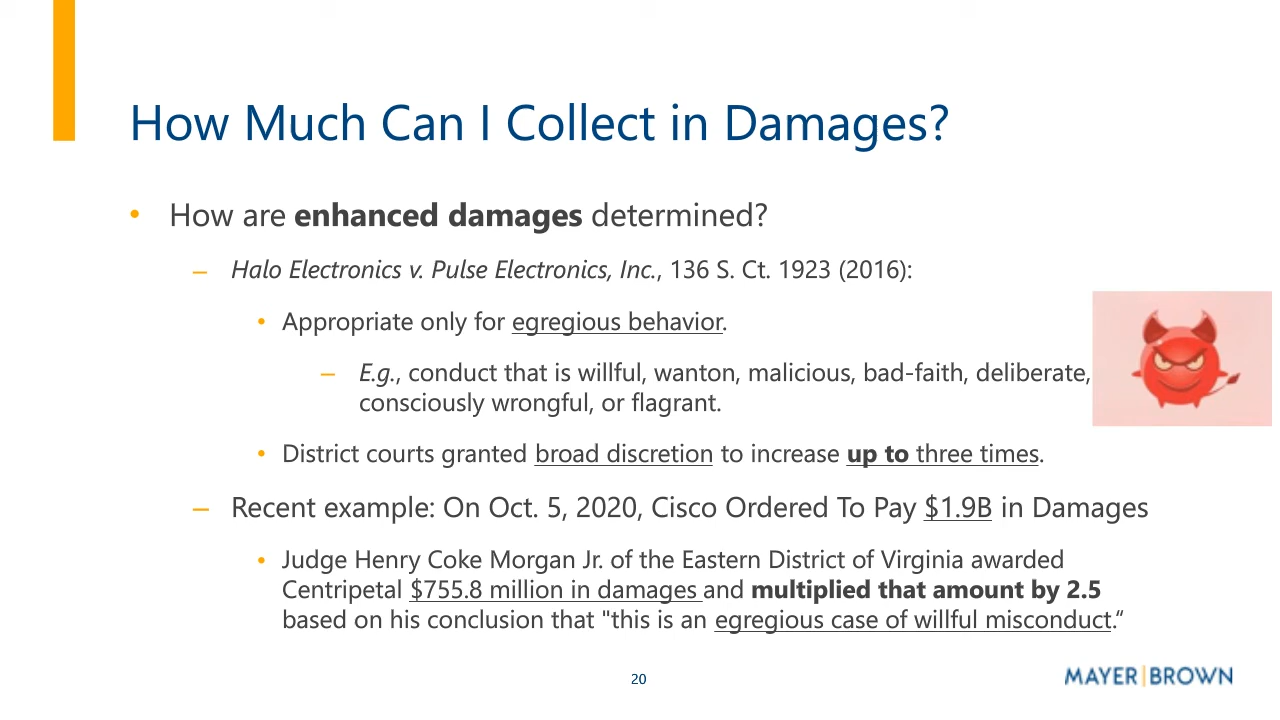 How Much Can I Collect in Damages?
• How are enhanced damages determined?
– Halo Electronics v. Pulse Electronics, Inc., 136 S. Ct. 1923 (2016):
• Appropriate only for egregious behavior.
– E.g., conduct that is willful, wanton, malicious, bad-faith, deliberate,
consciously wrongful, or flagrant.
• District courts granted broad discretion to increase up to three times.
– Recent example: On Oct. 5, 2020, Cisco Ordered To Pay $1.9B in Damages
• Judge Henry Coke Morgan Jr. of the Eastern District of Virginia awarded
Centripetal $755.8 million in damages and multiplied that amount by 2.5
based on his conclusion that "this is an egregious case of willful misconduct.“
20
MAYER|BROWN